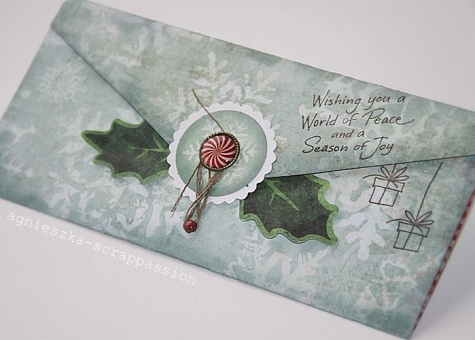 Wishing you a
World of Peace
and a
Season of Joy
agnieszka-scrappassion